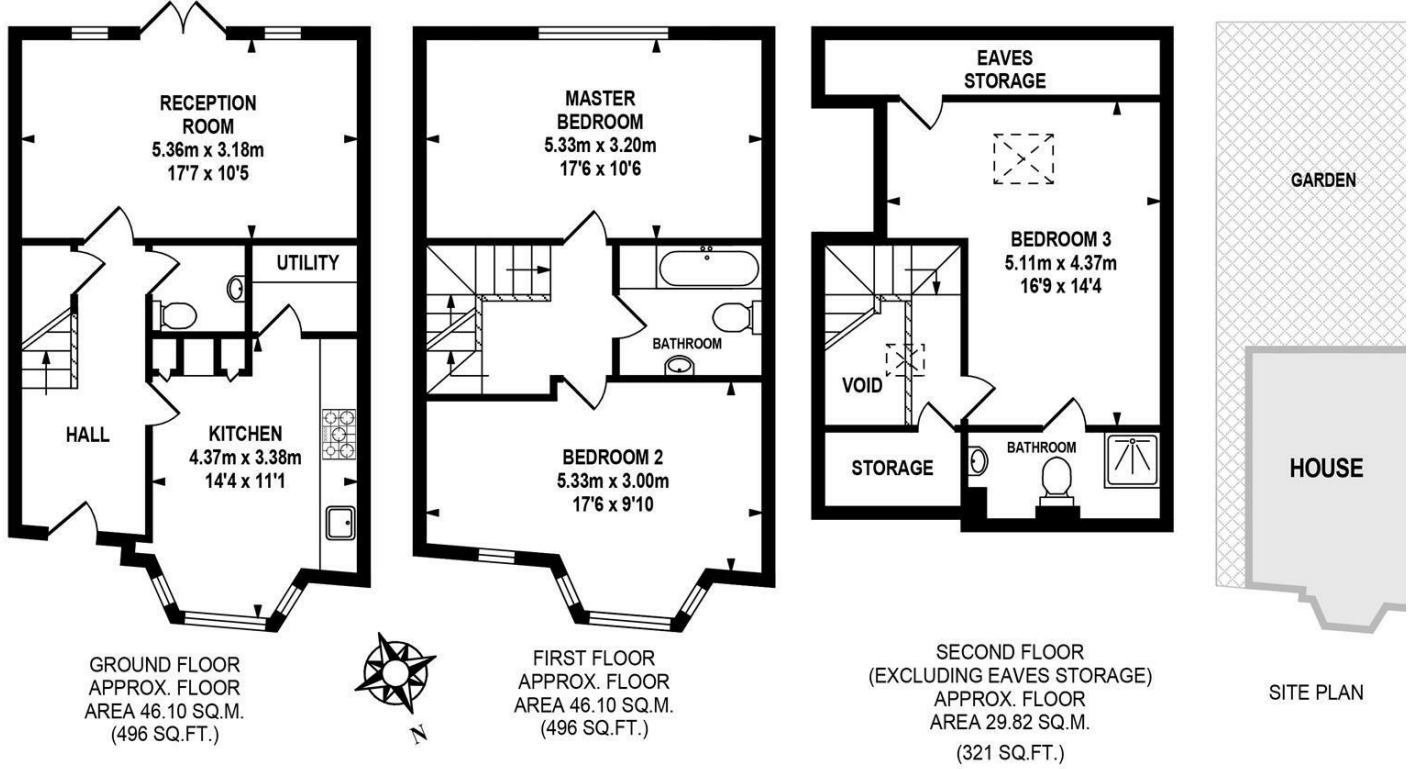 RECEPTION
ROOM
5.36m x 3.18m
17'7 x 10'5
UTILITY
HALL
KITCHEN
4.37m x 3.38m
14'4 x 11'1
GROUND FLOOR
APPROX. FLOOR
AREA 46.10 SQ.M.
(496 SQ.FT.)
N
MASTER
BEDROOM
5.33m x 3.20m
17'6 x 10'6
BATHROOM
BEDROOM 2
5.33m x 3.00m
17'6 x 9'10
FIRST FLOOR
APPROX. FLOOR
AREA 46.10 SQ.M.
(496 SQ.FT.)
EAVES
STORAGE
BEDROOM 3
5.11m x 4.37m
16'9 x 14'4
VOID
STORAGE
BATHROOM
SECOND FLOOR
(EXCLUDING EAVES STORAGE)
APPROX. FLOOR
AREA 29.82 SQ.M.
(321 SQ.FT.)
GARDEN
HOUSE
SITE PLAN